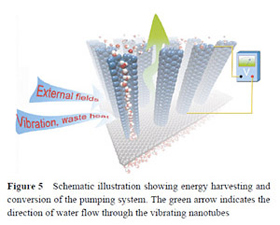 External fields
Vibration, waste heat
V
Figure 5 Schematic illustration showing energy harvesting and
conversion of the pumping system. The green arrow indicates the
direction of water flow through the vibrating nanotubes